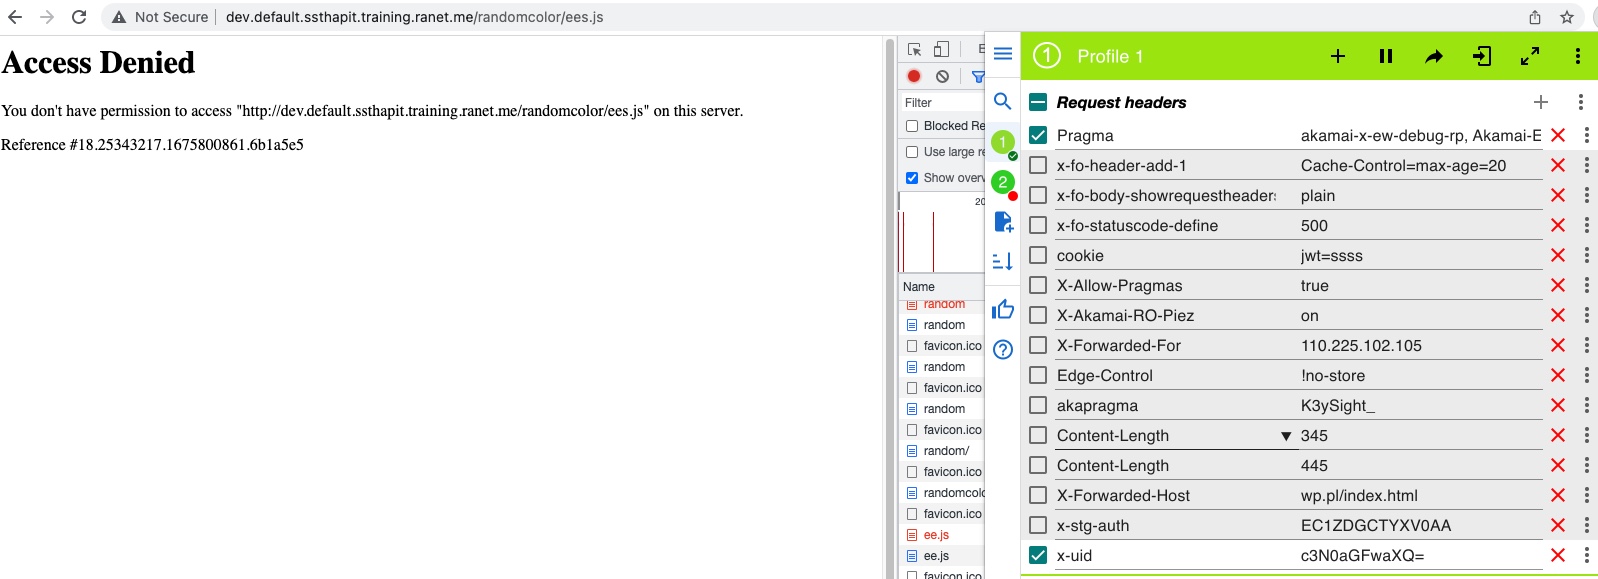 Not Secure dev.default.ssthapit.training.ranet.me/randomcolor/ees.js
Access Denied
You don't have permission to access "http://dev.default.ssthapit.training.ranet.me/randomcolor/ees.js" on this server.
Reference #18.25343217.1675800861.6b1a5e5
Filter
Blocked Re
Use large re
Show overv
20
Name
random
random
favicon.ico
random
favicon.ico
random
favicon.ico
random/
favicon.ico
randomcolo
favicon.ico
ee.js
ee.js
favicon.ico
1 Profile 1
Request headers
1
2
Pragma akamai-x-ew-debug-rp, Akamai-E
x-fo-header-add-1 Cache-Control=max-age=20
x-fo-body-showrequestheaders plain
x-fo-statuscode-define 500
cookie jwt=ssss
X-Allow-Pragmas true
X-Akamai-RO-Piez on
X-Forwarded-For 110.225.102.105
Edge-Control !no-store
akapragma K3ySight_
Content-Length 345
Content-Length 445
X-Forwarded-Host wp.pl/index.html
x-stg-auth EC1ZDGCTYXV0AA
x-uid c3N0aGFwaXQ=